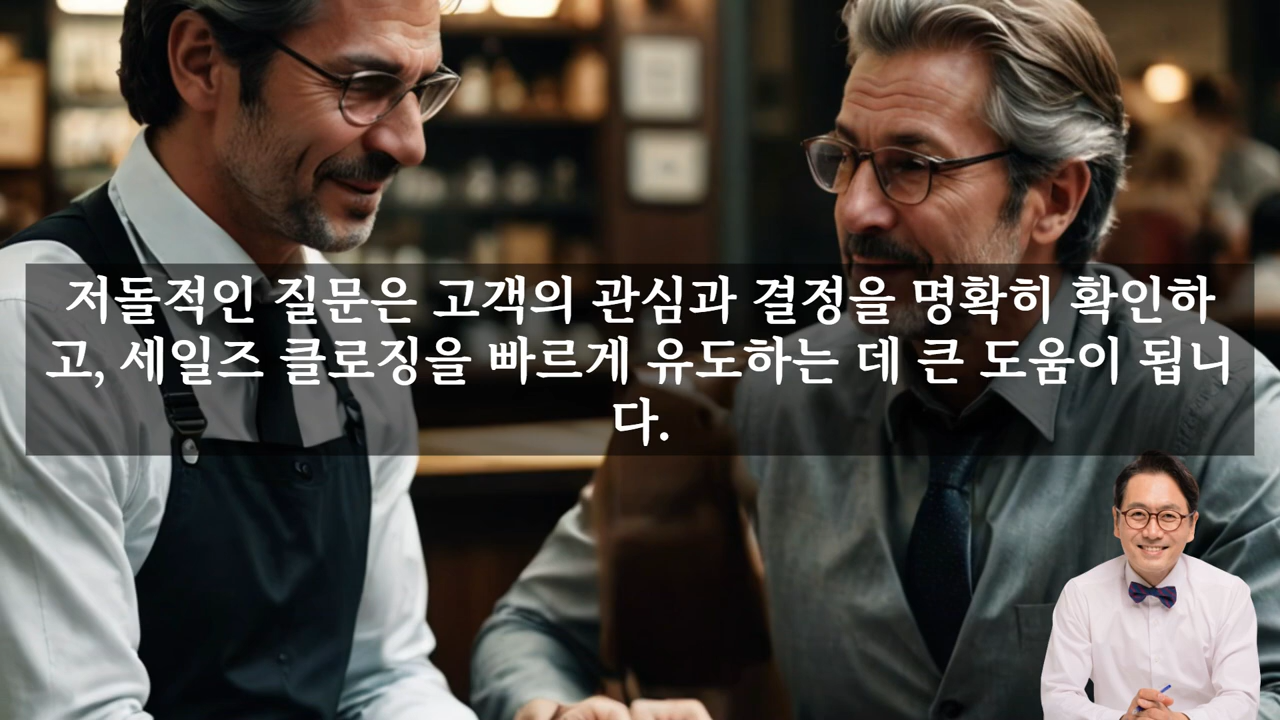 저돌적인 질문은 고객의 관심과 결정을 명확히 확인하
고, 세일즈 클로징을 빠르게 유도하는 데 큰 도움이 됩니
다.